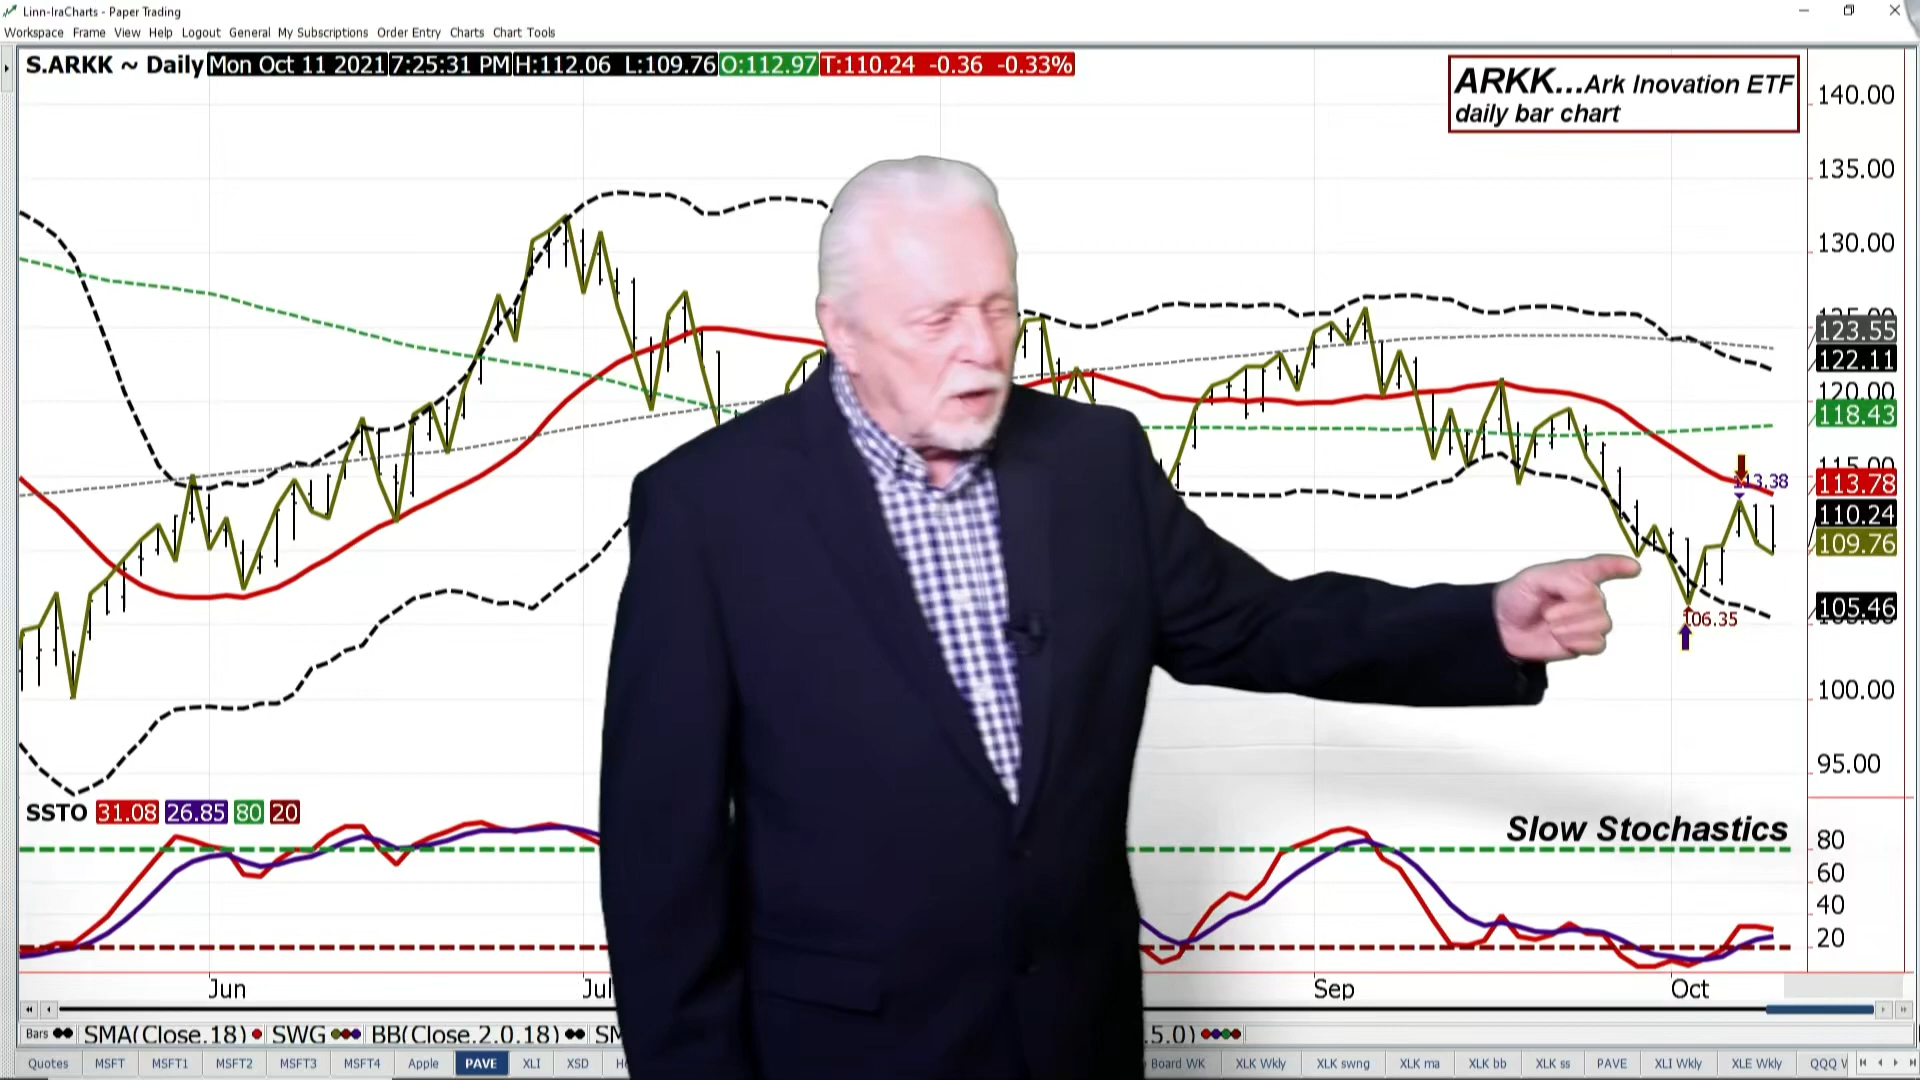 Linn-IraCharts - Paper Trading
Workspace Frame View Help Logout General My Subscriptions Order Entry Charts Chart Tools
S.ARKK ~ Daily Mon Oct 11 2021 7:25:31 PM H:112.06 L:109.76 O:112.97 T:110.24 -0.36 -0.33%
ARKK...Ark Inovation ETF
daily bar chart
140.00
135.00
130.00
123.55
122.11
120.00
118.43
115.00
113.38
113.78
110.24
109.76
105.46
106.35
100.00
95.00
SSTO 31.08 26.85 80 20
Slow Stochastics
80
60
40
20
Jun
Sep
Oct
Bars SMA(Close,18) SWG BB(Close,2.0,18)
Quotes MSFT MSFT1 MSFT2 MSFT3 MSFT4 Apple PAVE XLI XSD Board WK XLK Wkly XLK swng XLK ma XLK bb XLK ss PAVE XLI Wkly XLE Wkly QQQ